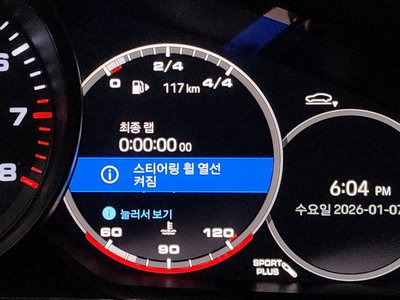 6
7
8
0 2/4 4/4
117 km
최종 랩
0:00:00 00
스티어링 휠 열선
켜짐
눌러서 보기
60 90 120
6:04 PM
수요일 2026-01-07
SPORT
PLUS